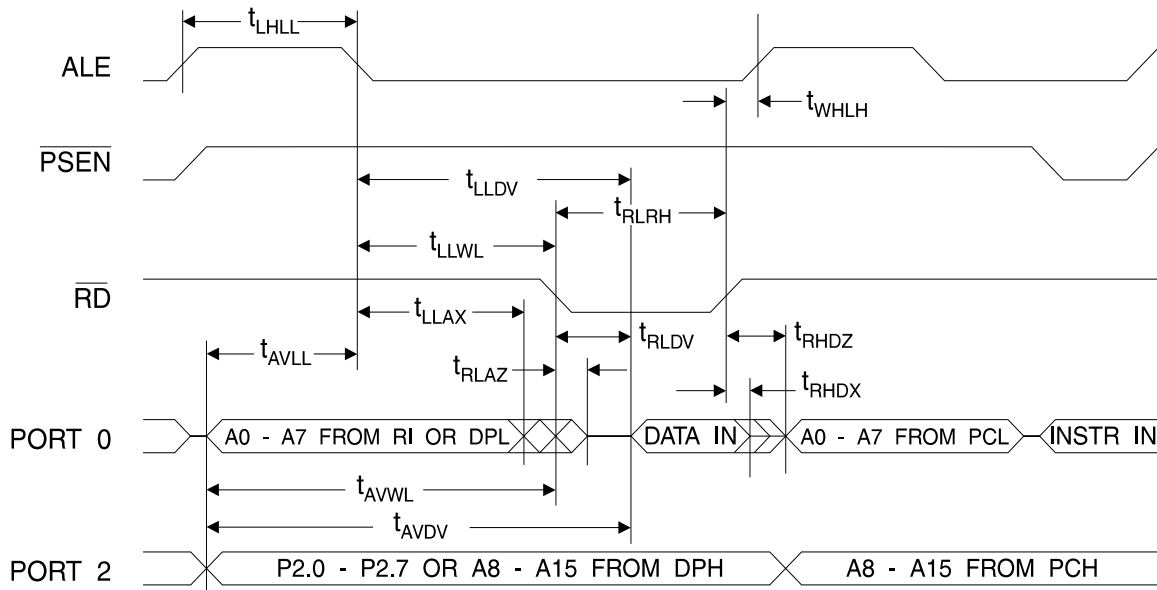 tLHLL
ALE
tWHLH
PSEN
tLLDV
tRLRH
tLLWL
RD
tLLAX
tRLDV
tRHDZ
tAVLL
tRLAZ
tRHDX
PORT 0
A0 - A7 FROM RI OR DPL
DATA IN
A0 - A7 FROM PCL
INSTR IN
tAVWL
tAVDV
PORT 2
P2.0 - P2.7 OR A8 - A15 FROM DPH
A8 - A15 FROM PCH